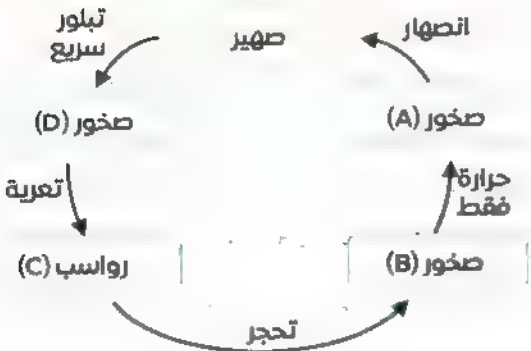 انصهار
صهير
تبلور
سريع
صخور (A)
صخور (D)
حرارة
فقط
تعرية
صخور (B)
رواسب (C)
تحجر